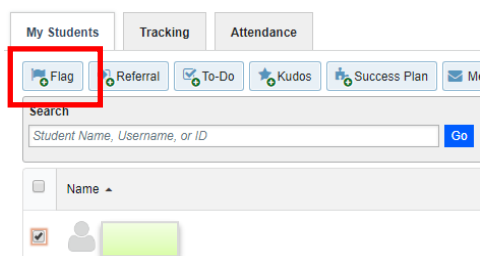 My Students Tracking Attendance
Flag Referral To-Do Kudos Success Plan
Search
Student Name, Username, or ID Go
Name